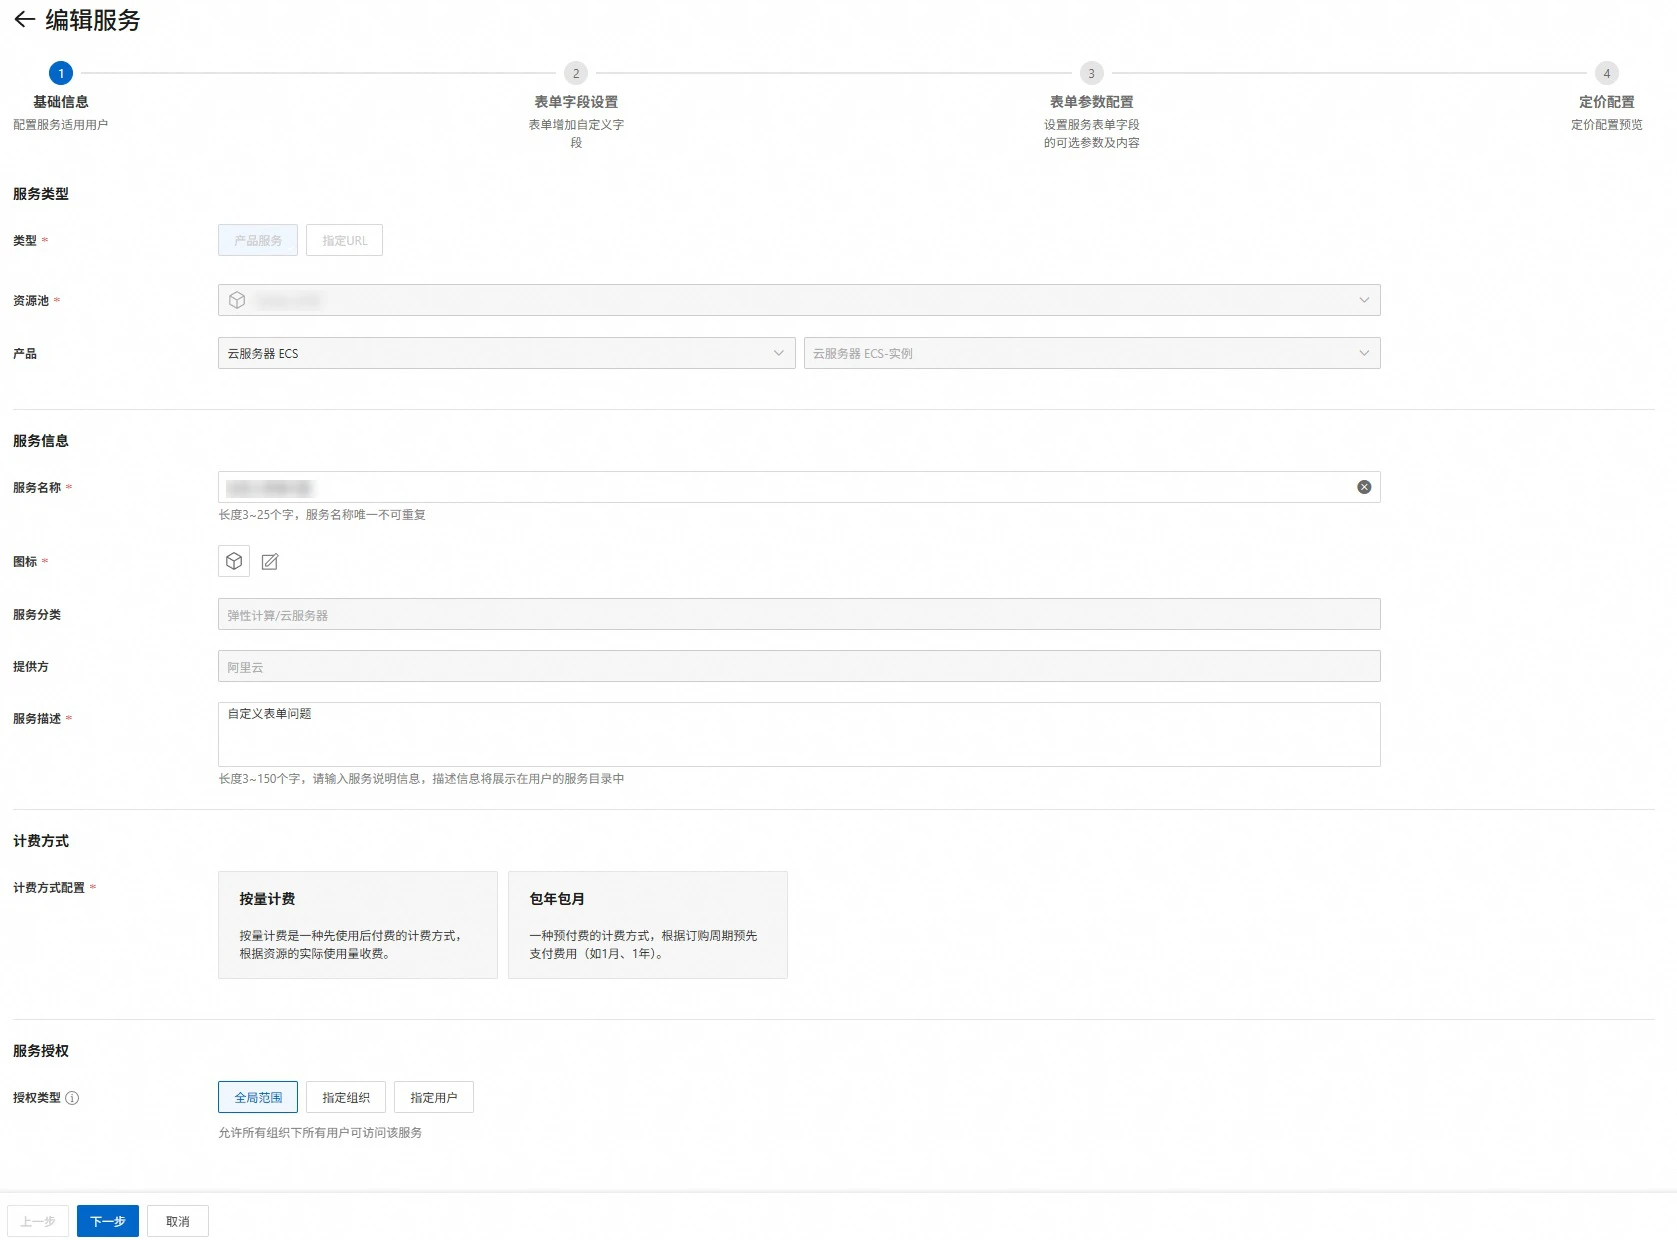 编辑服务
1
2
3
4
基础信息
表单字段设置
表单参数配置
定价配置
配置服务适用用户
表单增加自定义字
段
设置服务表单字段
的可选参数及内容
定价配置预览
服务类型
类型 *
产品服务
指定URL
资源池 *
产品
云服务器 ECS
云服务器 ECS-实例
服务信息
服务名称 *
长度3~25个字，服务名称唯一不可重复
图标 *
服务分类
弹性计算/云服务器
提供方
阿里云
服务描述 *
自定义表单问题
长度3~150个字，请输入服务说明信息，描述信息将展示在用户的服务目录中
计费方式
计费方式配置 *
按量计费
按量计费是一种先使用后付费的计费方式，
根据资源的实际使用量收费。
包年包月
一种预付费的计费方式，根据订购周期预先
支付费用（如1月、1年）。
服务授权
授权类型
全局范围
指定组织
指定用户
允许所有组织下所有用户可访问该服务
上一步
下一步
取消